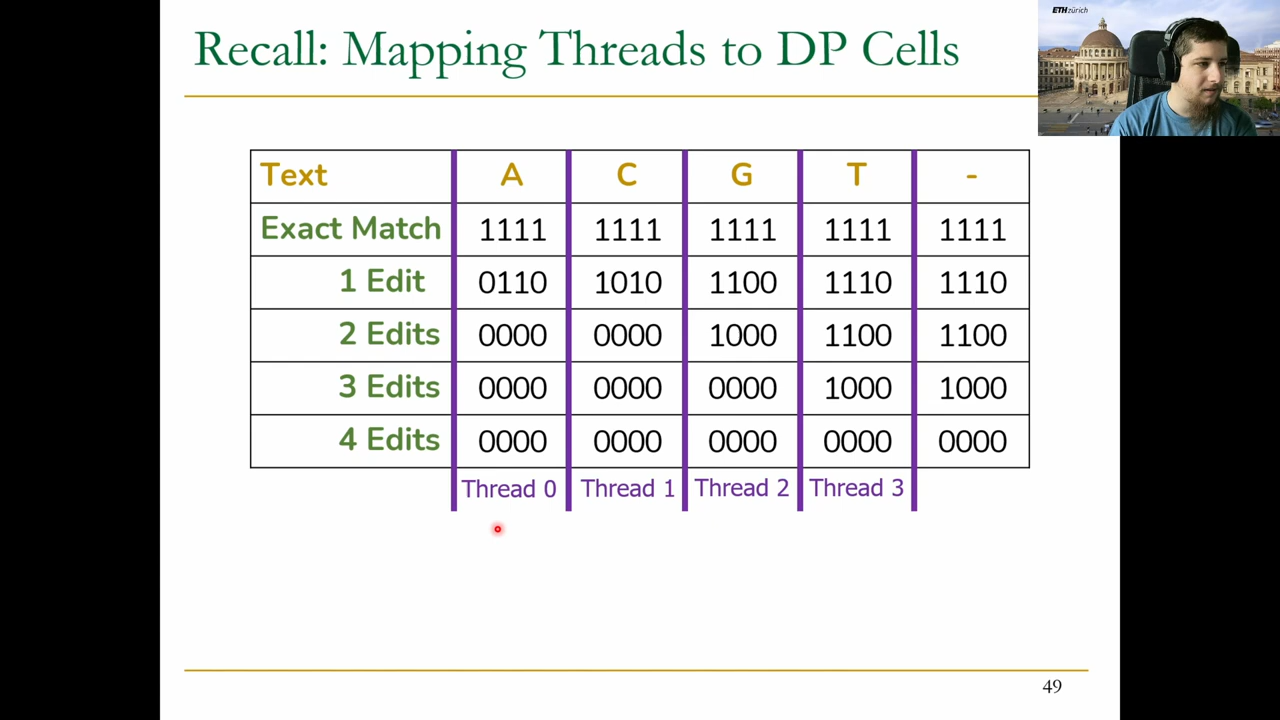 Recall: Mapping Threads to DP Cells
ETH zürich
Text A C G T -
Exact Match 1111 1111 1111 1111 1111
1 Edit 0110 1010 1100 1110 1110
2 Edits 0000 0000 1000 1100 1100
3 Edits 0000 0000 0000 1000 1000
4 Edits 0000 0000 0000 0000 0000
Thread 0 Thread 1 Thread 2 Thread 3
49